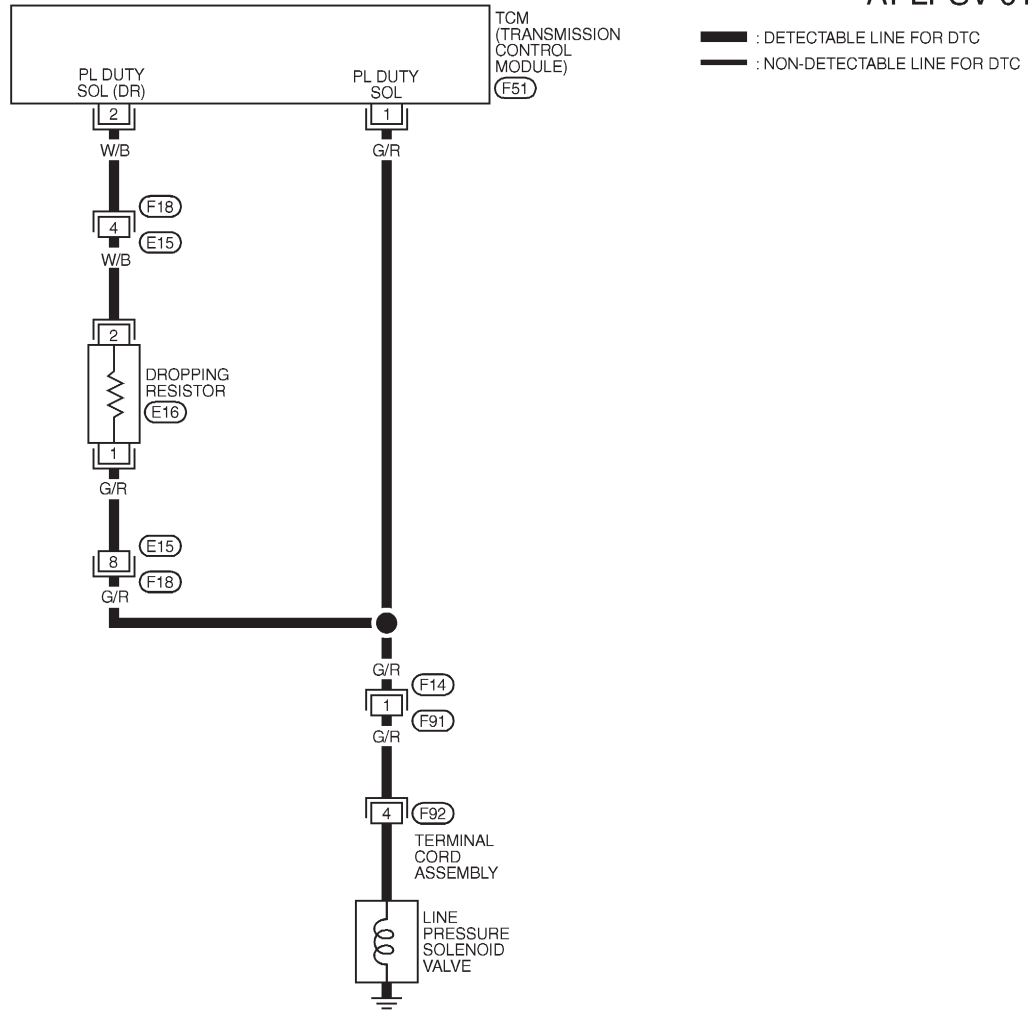 TCM
(TRANSMISSION
CONTROL
MODULE)
F51
: DETECTABLE LINE FOR DTC
: NON-DETECTABLE LINE FOR DTC
PL DUTY
SOL (DR)
PL DUTY
SOL
2
1
W/B
G/R
F18
4
E15
W/B
2
DROPPING
RESISTOR
E16
1
G/R
E15
8
F18
G/R
G/R
F14
1
F91
G/R
4
F92
TERMINAL
CORD
ASSEMBLY
LINE
PRESSURE
SOLENOID
VALVE